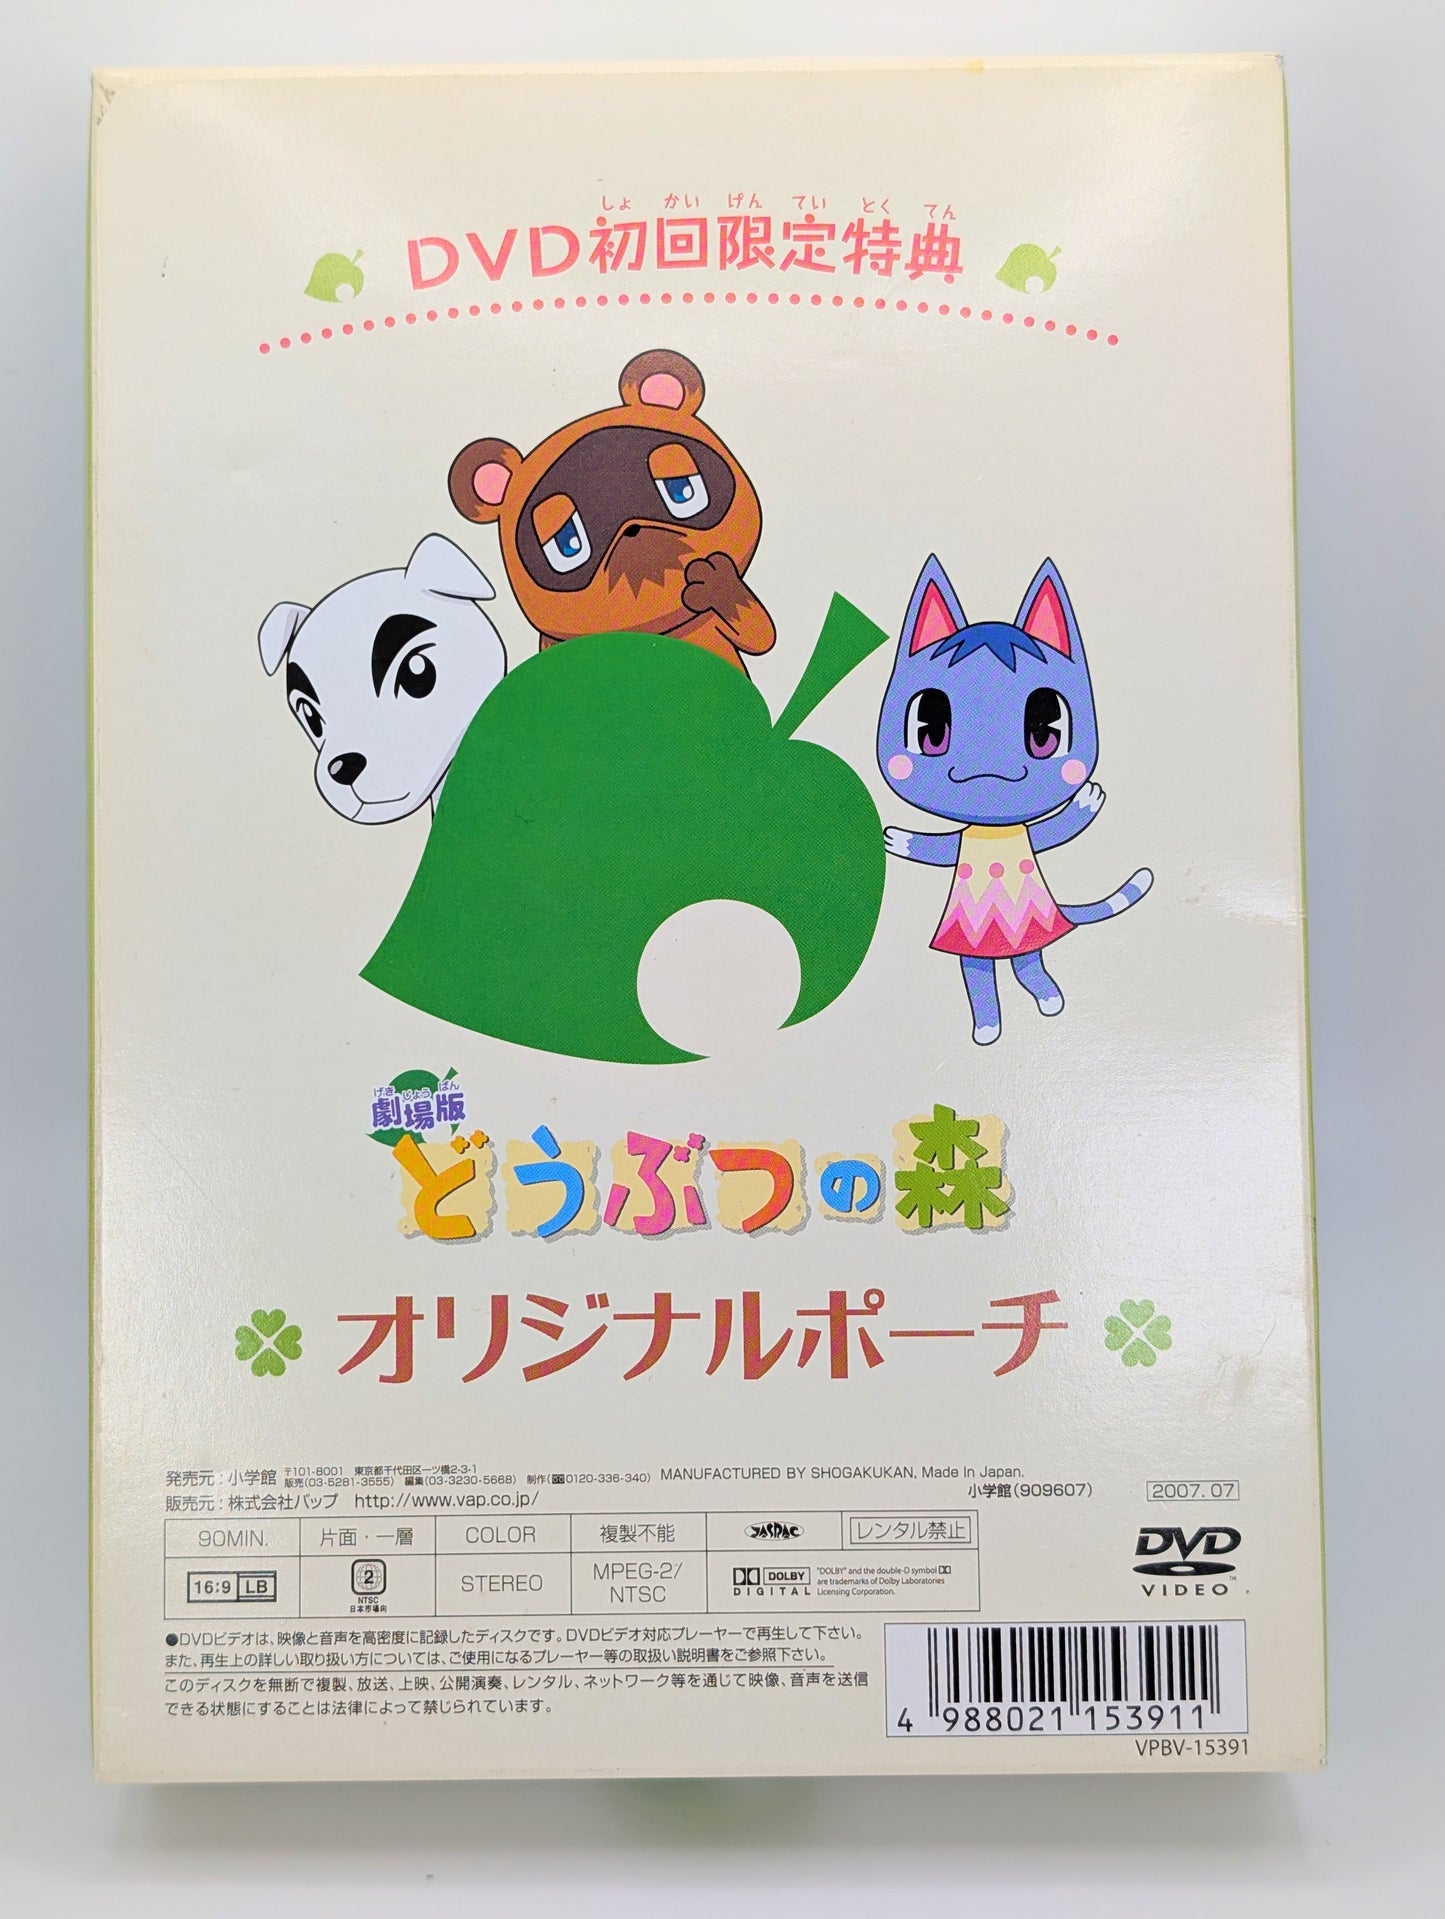 しょ かい げん てい とく てん
DVD初回限定特典
げき じょう ばん
劇場版
どうぶつの森
オリジナルポーチ
発売元:小学館 〒101-8001 東京都千代田区一ツ橋2-3-1
販売(03-5281-3555) 編集(03-3230-5668) 制作(0120-336-340) MANUFACTURED BY SHOGAKUKAN, Made In Japan.
販売元:株式会社バップ http://www.vap.co.jp/
小学館(909607) 2007. 07
90MIN. 片面・一層 COLOR 複製不能 JASRAC レンタル禁止
16:9 LB 2 NTSC 日本市場向 STEREO MPEG-2/NTSC DOLBY DIGITAL
"DOLBY" and the double-D symbol
are trademarks of Dolby Laboratories
Licensing Corporation.
DVD
VIDEO TM
●DVDビデオは、映像と音声を高密度に記録したディスクです。DVDビデオ対応プレーヤーで再生して下さい。
また、再生上の詳しい取り扱い方については、ご使用になるプレーヤー等の取扱い説明書をご参照下さい。
このディスクを無断で複製、放送、上映、公開演奏、レンタル、ネットワーク等を通じて映像、音声を送信
できる状態にすることは法律によって禁じられています。
4 988021 153911
VPBV-15391